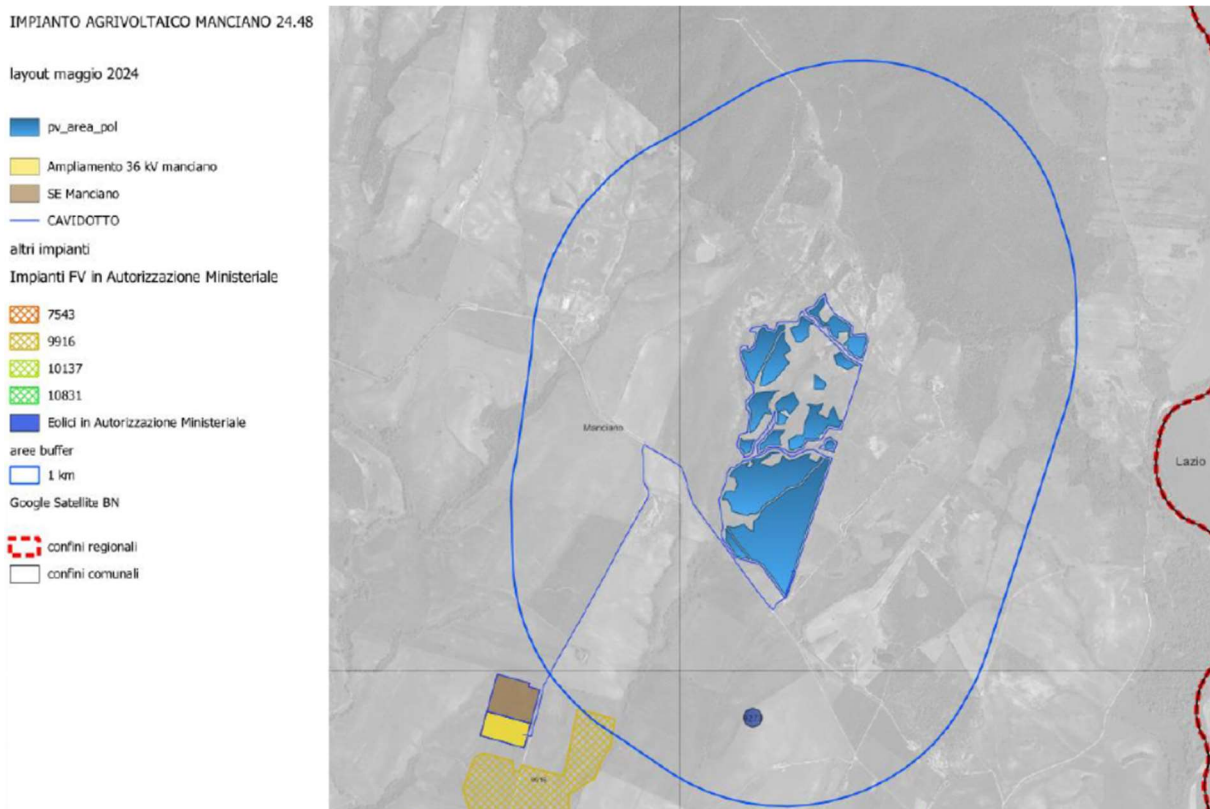 IMPIANTO AGRIVOLTAICO MANCIANO 24.48
layout maggio 2024
pv_area_pol
Ampliamento 36 kV manciano
SE Manciano
CAVIDOTTO
altri impianti
Impianti FV in Autorizzazione Ministeriale
7543
9916
10137
10831
Eolici in Autorizzazione Ministeriale
aree buffer
1 km
Google Satellite BN
confini regionali
confini comunali
Manciano
Lazio